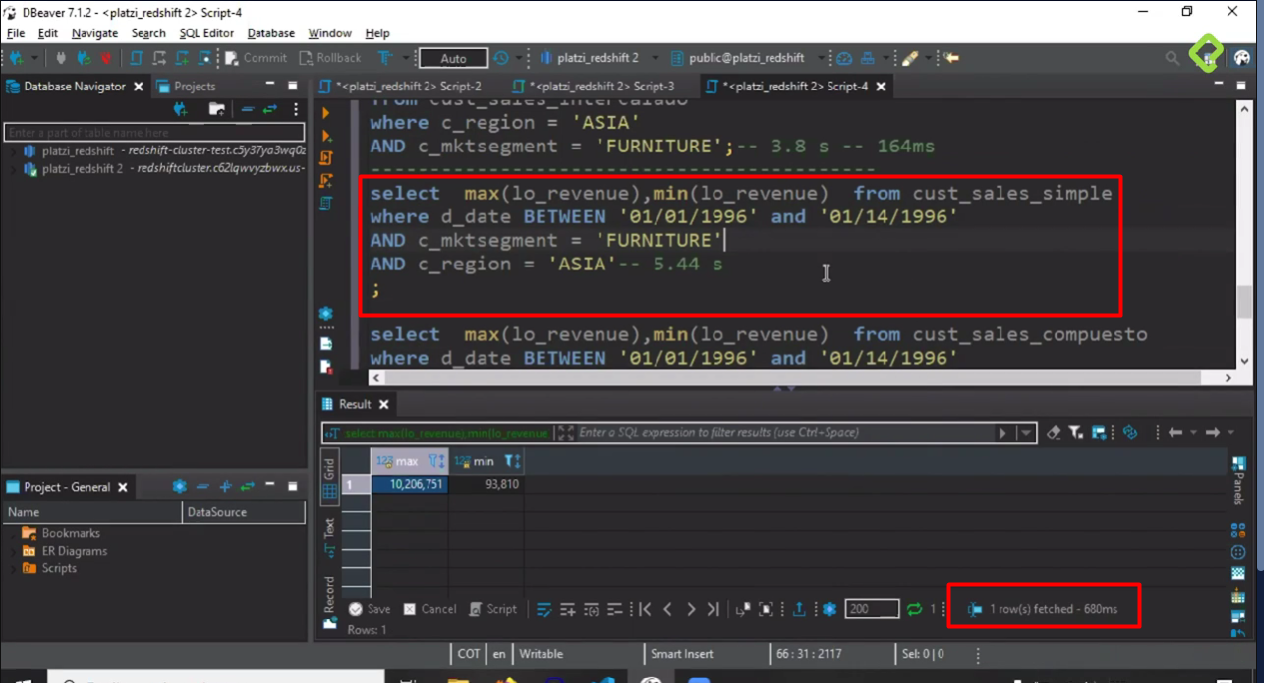 DBeaver 7.1.2 - <platzi_redshift 2> Script-4
File Edit Navigate Search SQL Editor Database Window Help
Commit Rollback Auto platzi_redshift 2 public@platzi_redshift
Database Navigator Projects
*<platzi_redshift 2> Script-2 *<platzi_redshift 2> Script-3 *<platzi_redshift 2> Script-4
Enter a part of table name here
platzi_redshift - redshift-cluster-test.c5y37ya3wq0z
platzi_redshift 2 - redshiftcluster.c62lqwvyzbwx.us-
from cust_sales_intercalado
where c_region = 'ASIA'
AND c_mktsegment = 'FURNITURE';-- 3.8 s -- 164ms
-------------------------------------------
select max(lo_revenue),min(lo_revenue) from cust_sales_simple
where d_date BETWEEN '01/01/1996' and '01/14/1996'
AND c_mktsegment = 'FURNITURE'
AND c_region = 'ASIA'-- 5.44 s
;
select max(lo_revenue),min(lo_revenue) from cust_sales_compuesto
where d_date BETWEEN '01/01/1996' and '01/14/1996'
Result
select max(lo_revenue),min(lo_revenue Enter a SQL expression to filter results (use Ctrl+Space)
Grid
Text
Record
123 max 123 min
1 10,206,751 93,810
Panels
Save Cancel Script 200 1 1 row(s) fetched - 680ms
Rows: 1
Project - General
Name DataSource
Bookmarks
ER Diagrams
Scripts
COT en Writable Smart Insert 66 : 31 : 2117 Sel: 0 | 0